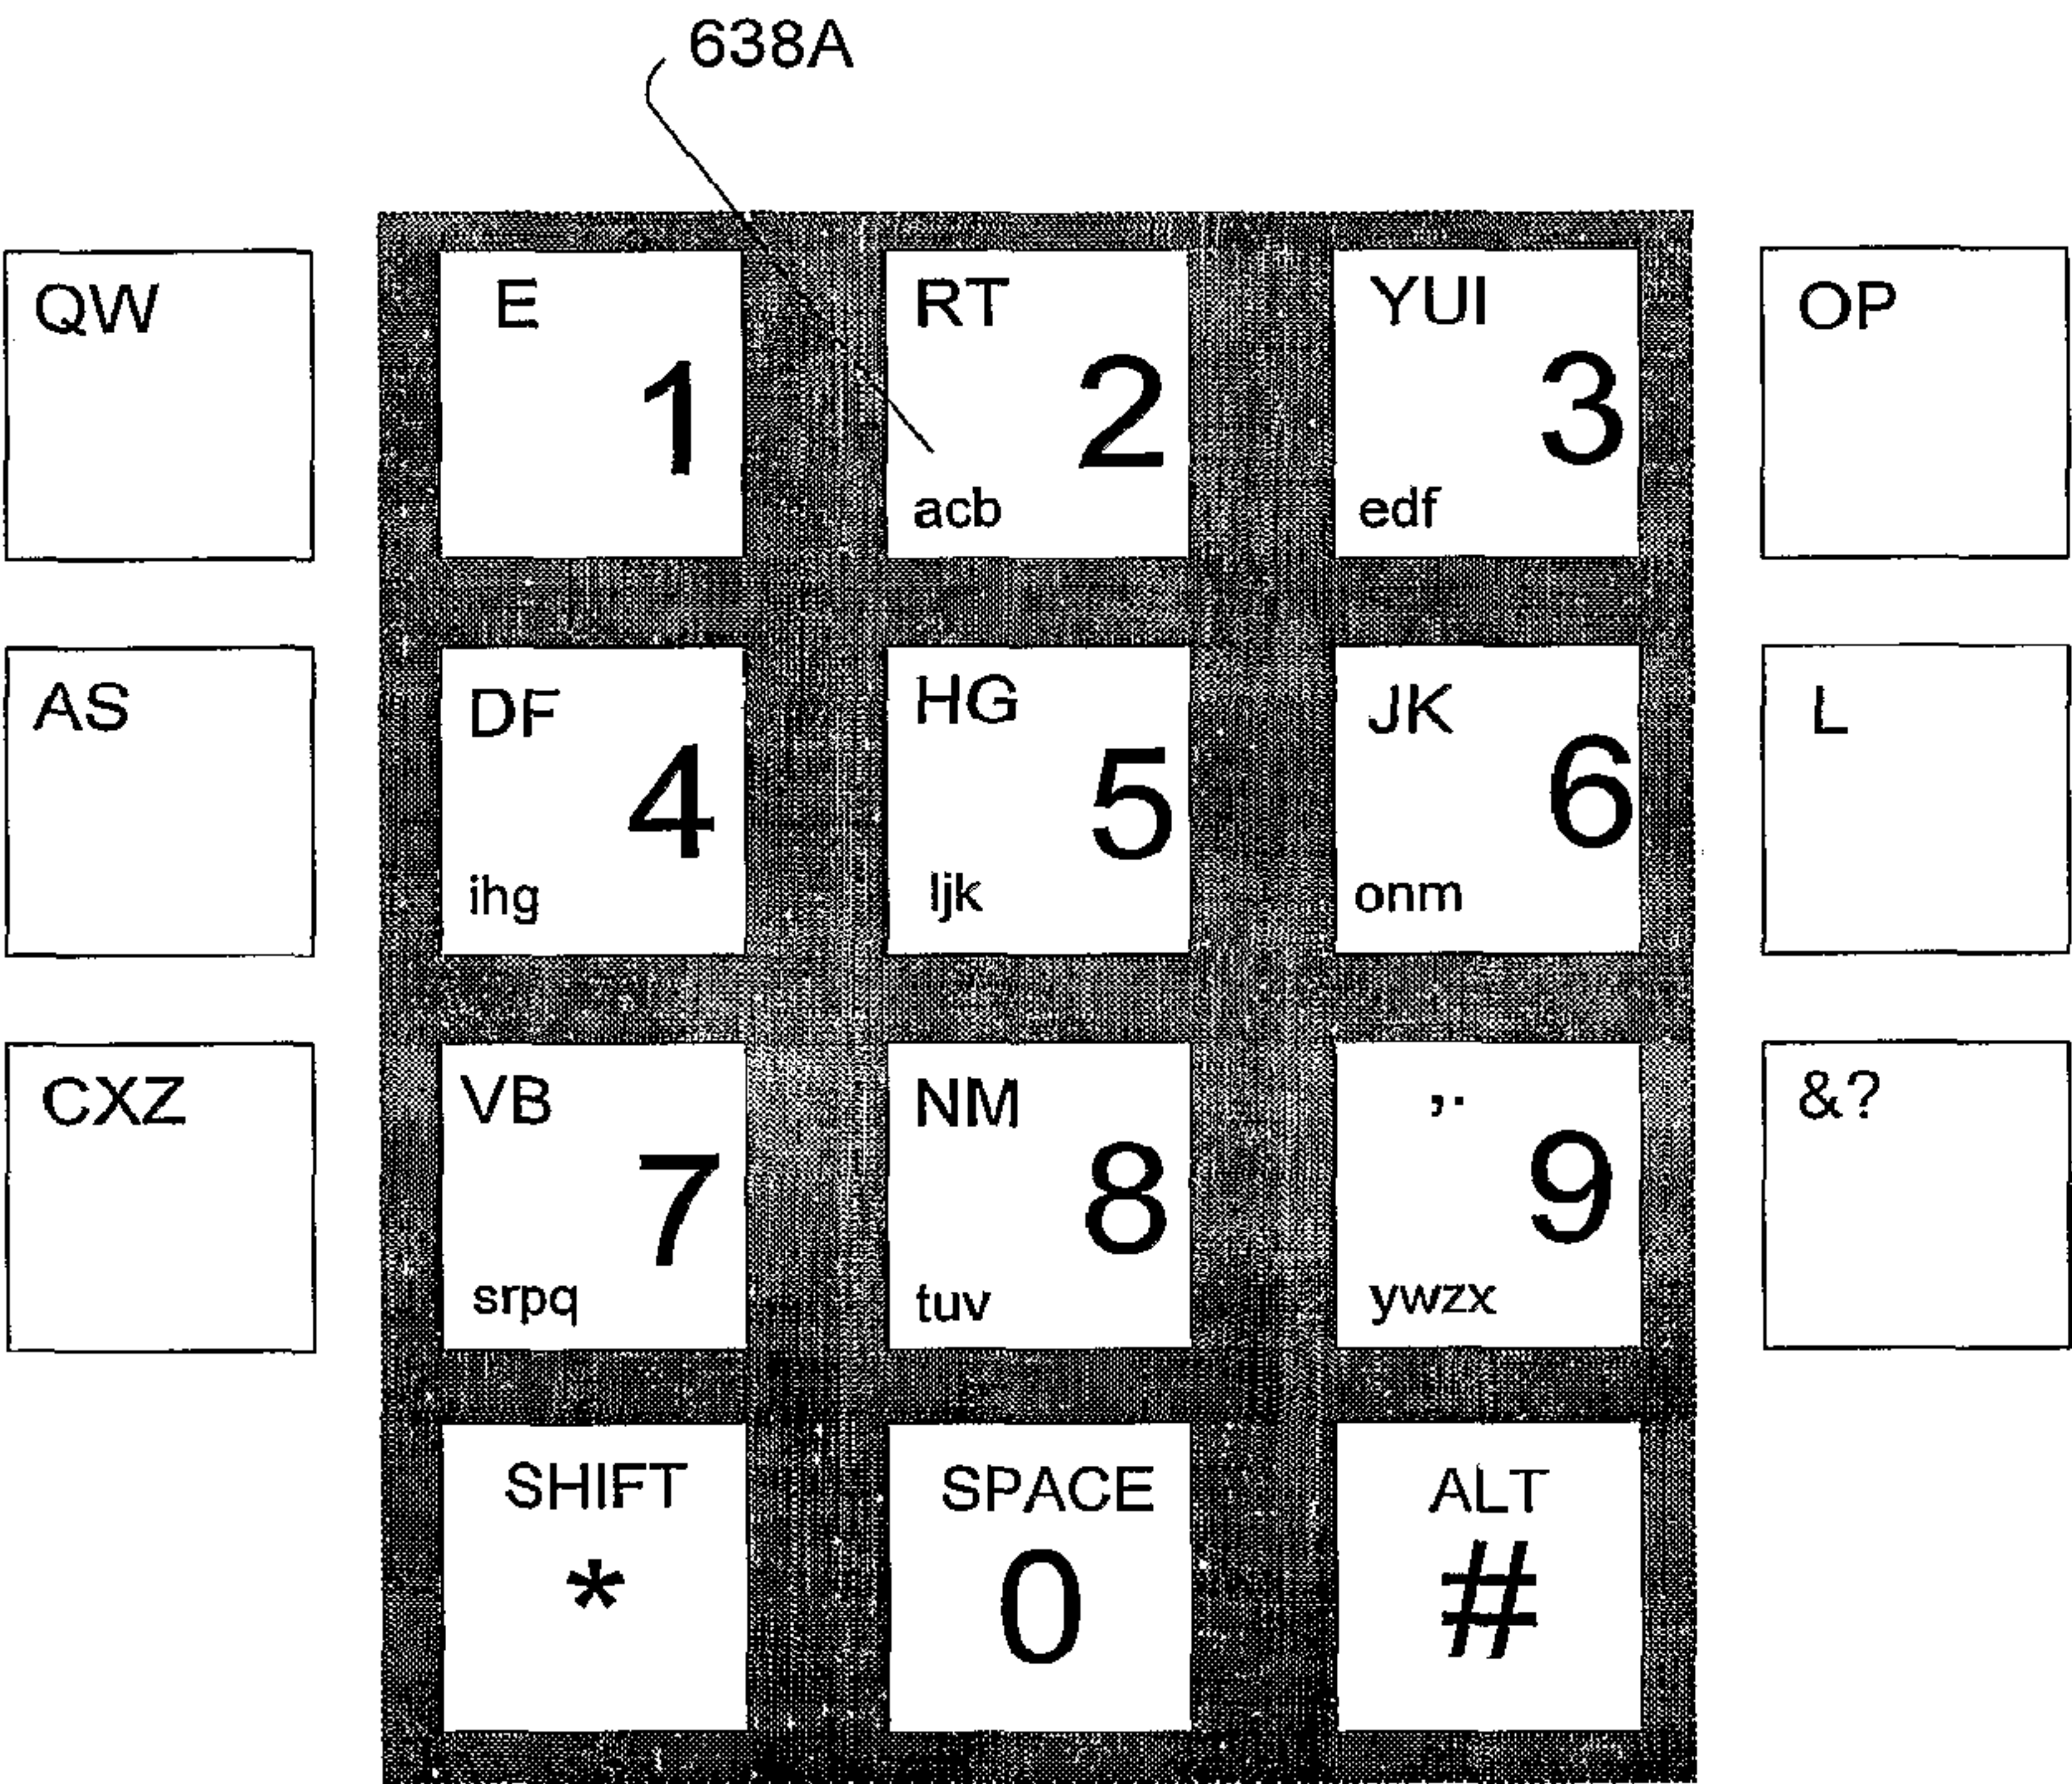 638A
QW E RT YUI OP
1 2 3
acb edf
AS DF HG JK L
4 5 6
ihg ljk onm
CXZ VB NM ,. &?
7 8 9
srpq tuv ywzx
SHIFT SPACE ALT
* 0 #